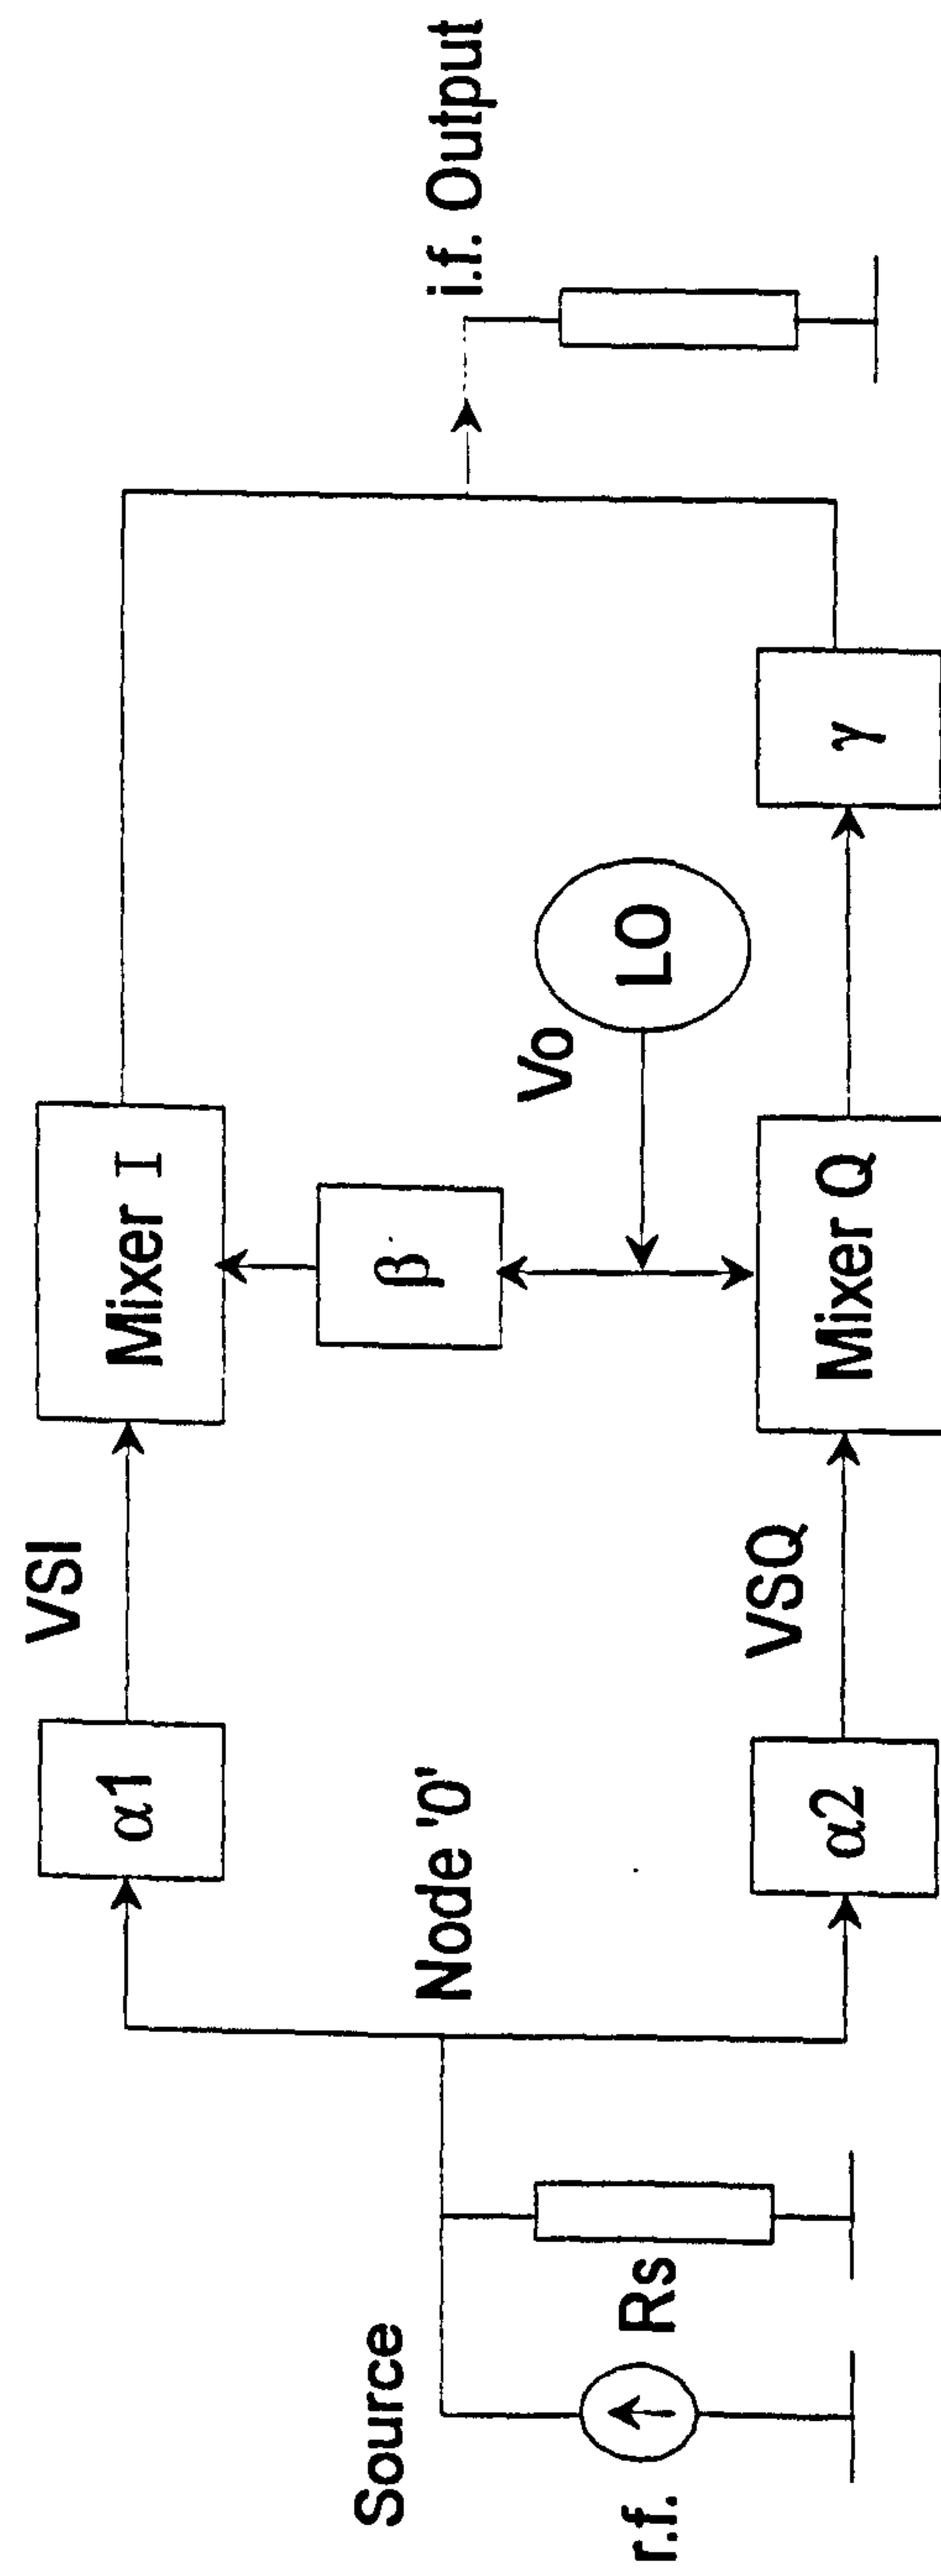 Source
r.f.
Rs
Node '0'
α1
VSI
Mixer I
β
Vo
LO
α2
VSQ
Mixer Q
γ
i.f. Output